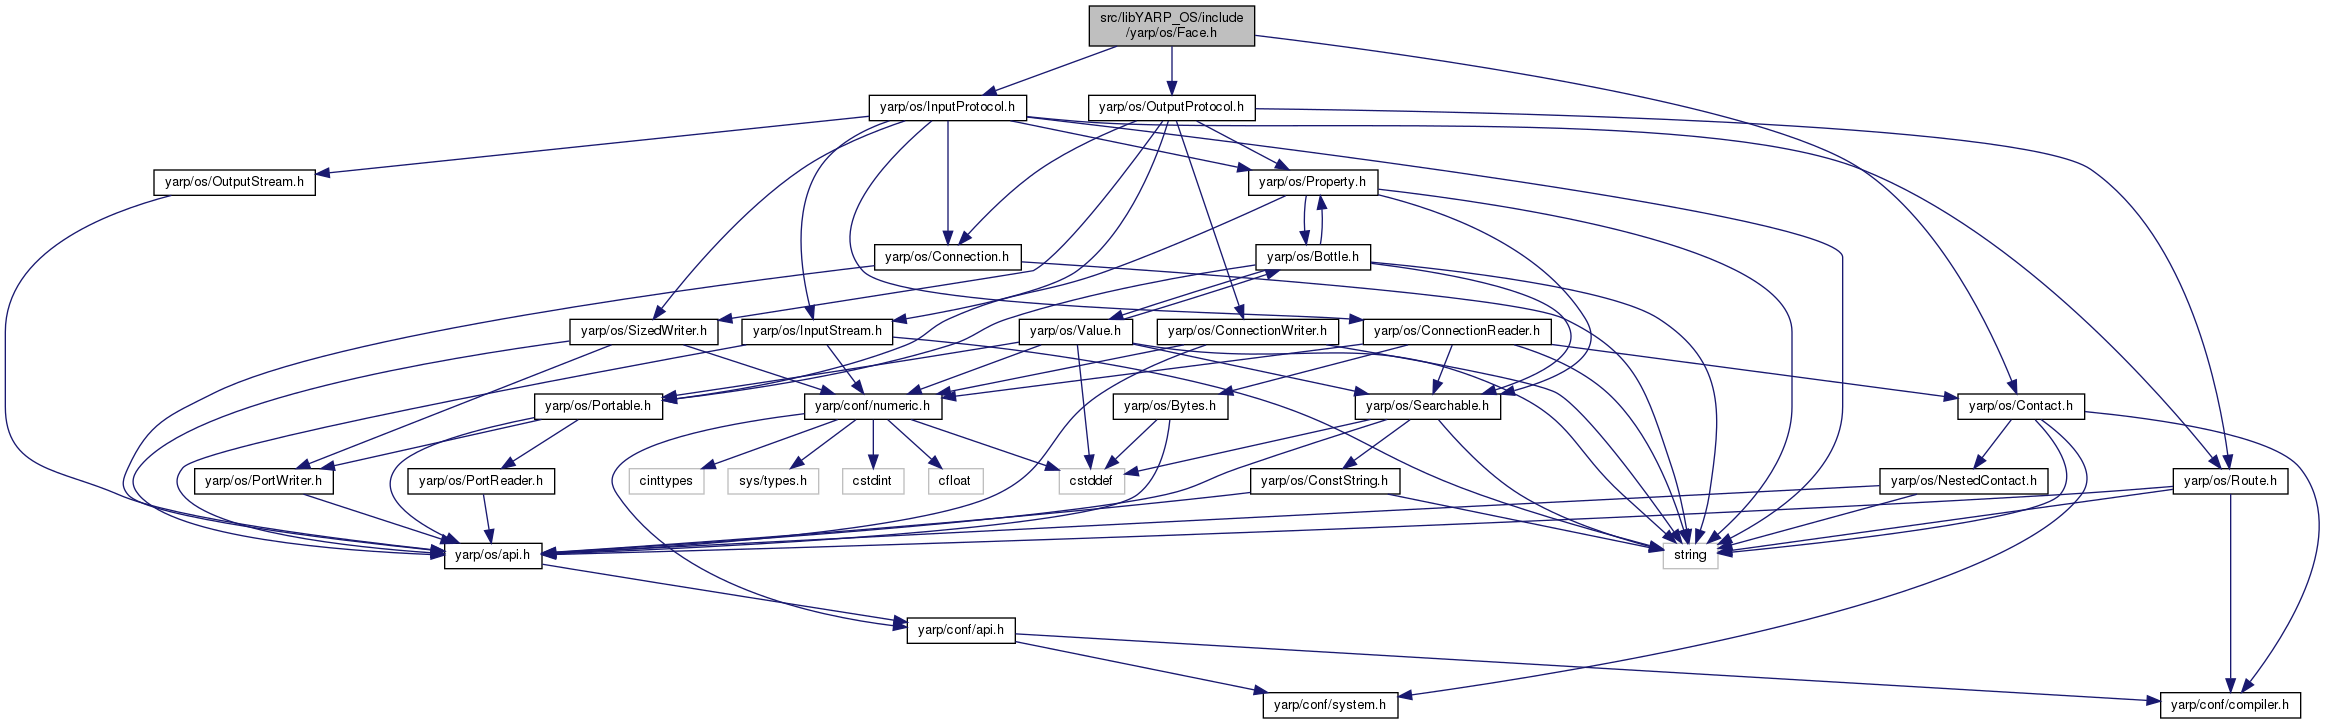 src/libYARP_OS/include
/yarp/os/Face.h
yarp/os/InputProtocol.h
yarp/os/OutputProtocol.h
yarp/os/OutputStream.h
yarp/os/Property.h
yarp/os/Connection.h
yarp/os/Bottle.h
yarp/os/SizedWriter.h
yarp/os/InputStream.h
yarp/os/Value.h
yarp/os/ConnectionWriter.h
yarp/os/ConnectionReader.h
yarp/os/Portable.h
yarp/conf/numeric.h
yarp/os/Bytes.h
yarp/os/Searchable.h
yarp/os/Contact.h
yarp/os/PortWriter.h
yarp/os/PortReader.h
cinttypes
sys/types.h
cstdint
cfloat
cstddef
yarp/os/ConstString.h
yarp/os/NestedContact.h
yarp/os/Route.h
yarp/os/api.h
string
yarp/conf/api.h
yarp/conf/system.h
yarp/conf/compiler.h